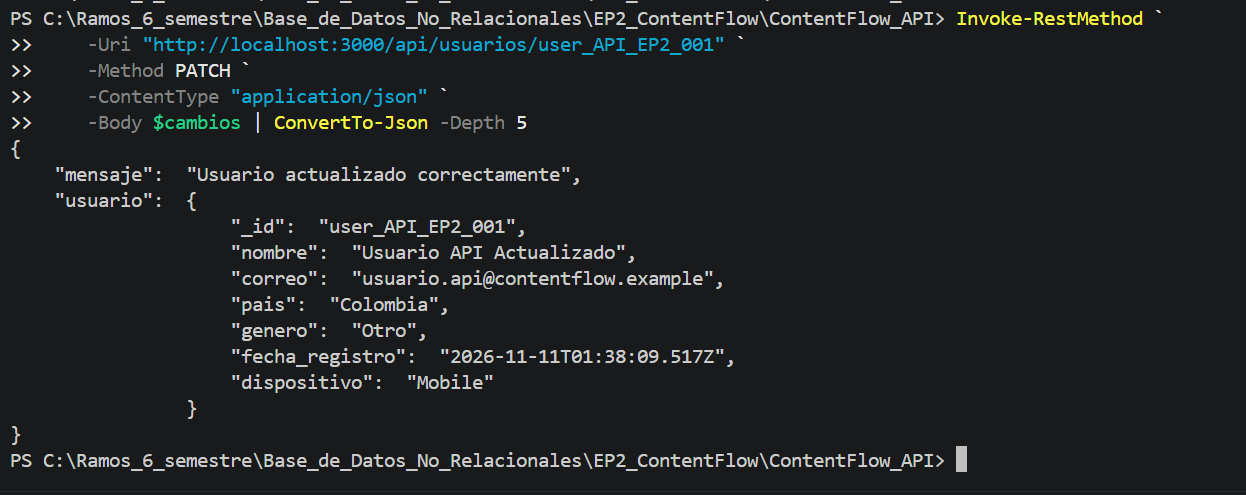 PS C:\Ramos_6_semestre\Base_de_Datos_No_Relacionales\EP2_ContentFlow\ContentFlow_API> Invoke-RestMethod `
>>     -Uri "http://localhost:3000/api/usuarios/user_API_EP2_001" `
>>     -Method PATCH `
>>     -ContentType "application/json" `
>>     -Body $cambios | ConvertTo-Json -Depth 5
{
    "mensaje":  "Usuario actualizado correctamente",
    "usuario":  {
                    "_id":  "user_API_EP2_001",
                    "nombre":  "Usuario API Actualizado",
                    "correo":  "usuario.api@contentflow.example",
                    "pais":  "Colombia",
                    "genero":  "Otro",
                    "fecha_registro":  "2026-11-11T01:38:09.517Z",
                    "dispositivo":  "Mobile"
                }
}
PS C:\Ramos_6_semestre\Base_de_Datos_No_Relacionales\EP2_ContentFlow\ContentFlow_API>